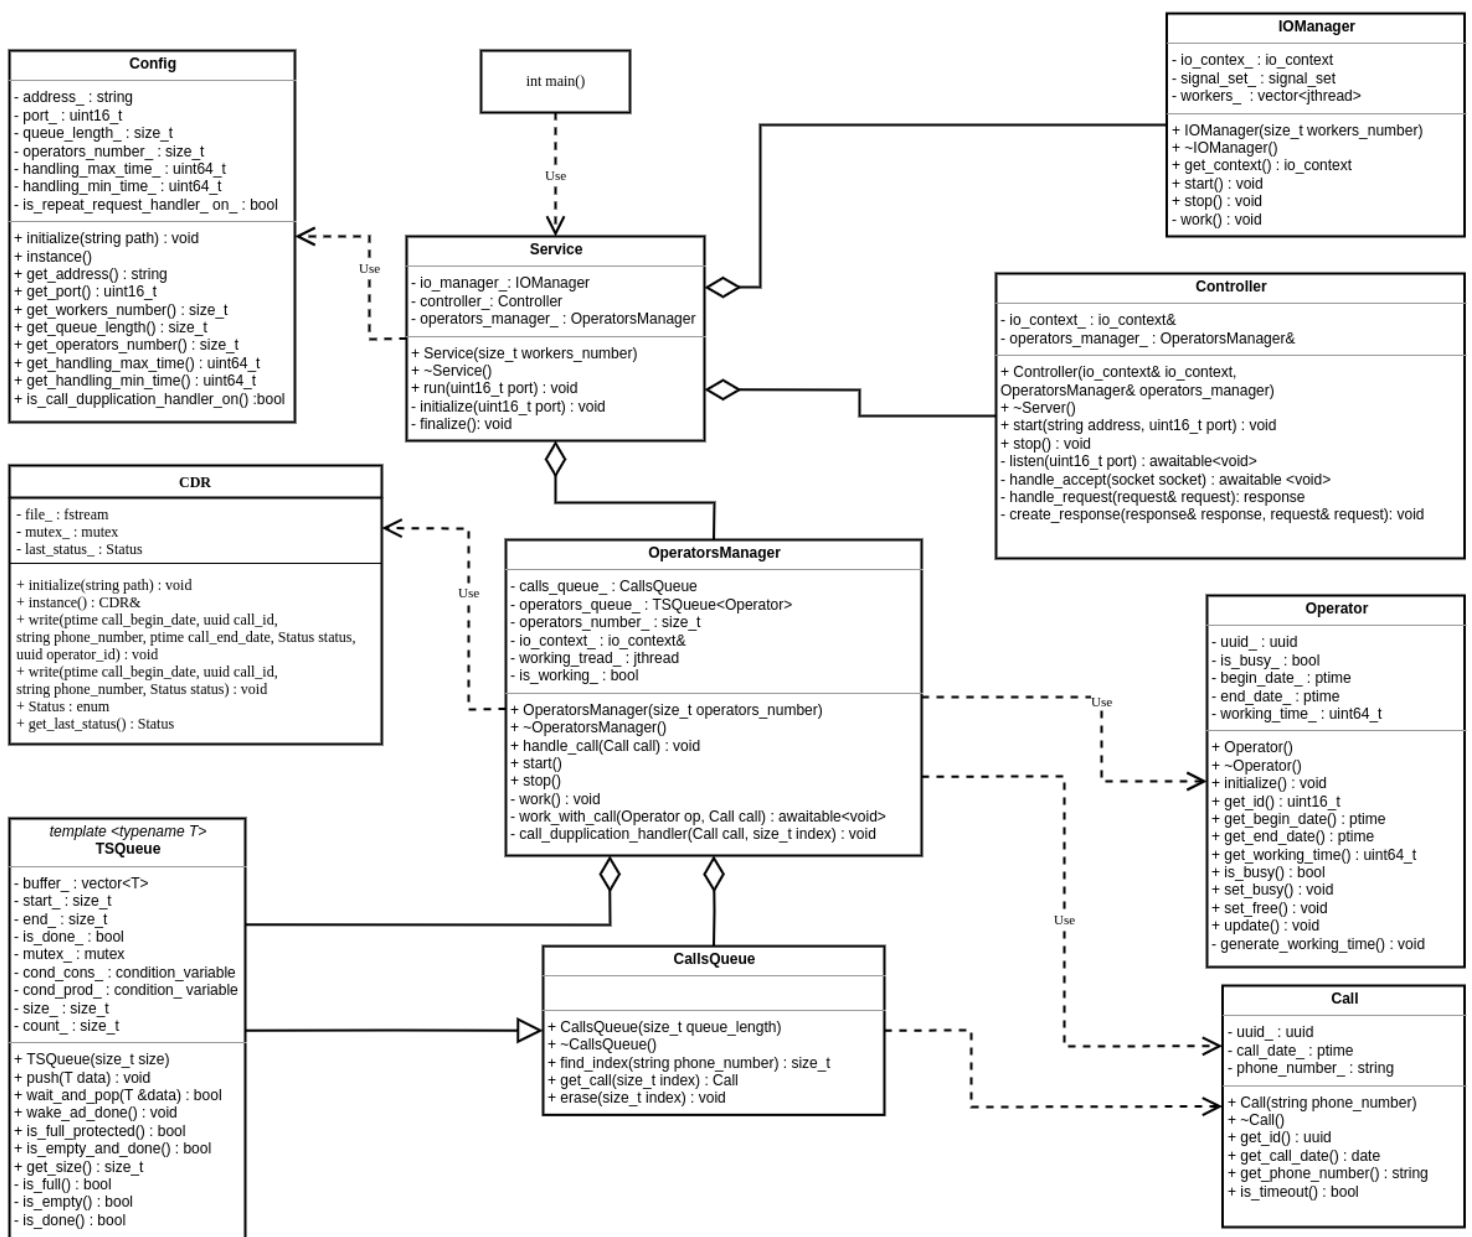 Config
- address_ : string
- port_ : uint16_t
- queue_length_ : size_t
- operators_number_ : size_t
- handling_max_time_ : uint64_t
- handling_min_time_ : uint64_t
- is_repeat_request_handler_ on_ : bool
+ initialize(string path) : void
+ instance()
+ get_address() : string
+ get_port() : uint16_t
+ get_workers_number() : size_t
+ get_queue_length() : size_t
+ get_operators_number() : size_t
+ get_handling_max_time() : uint64_t
+ get_handling_min_time() : uint64_t
+ is_call_dupplication_handler_on() :bool
int main()
Use
Use
Service
- io_manager_: IOManager
- controller_: Controller
- operators_manager_ : OperatorsManager
+ Service(size_t workers_number)
+ ~Service()
+ run(uint16_t port) : void
- initialize(uint16_t port) : void
- finalize(): void
IOManager
- io_contex_ : io_context
- signal_set_ : signal_set
- workers_ : vector<jthread>
+ IOManager(size_t workers_number)
+ ~IOManager()
+ get_context() : io_context
+ start() : void
+ stop() : void
- work() : void
Controller
- io_context_ : io_context&
- operators_manager_ : OperatorsManager&
+ Controller(io_context& io_context,
OperatorsManager& operators_manager)
+ ~Server()
+ start(string address, uint16_t port) : void
+ stop() : void
- listen(uint16_t port) : awaitable<void>
- handle_accept(socket socket) : awaitable <void>
- handle_request(request& request): response
- create_response(response& response, request& request): void
CDR
- file_ : fstream
- mutex_ : mutex
- last_status_ : Status
+ initialize(string path) : void
+ instance() : CDR&
+ write(ptime call_begin_date, uuid call_id,
string phone_number, ptime call_end_date, Status status,
uuid operator_id) : void
+ write(ptime call_begin_date, uuid call_id,
string phone_number, Status status) : void
+ Status : enum
+ get_last_status() : Status
Use
OperatorsManager
- calls_queue_ : CallsQueue
- operators_queue_ : TSQueue<Operator>
- operators_number_ : size_t
- io_context_ : io_context&
- working_tread_ : jthread
- is_working_ : bool
+ OperatorsManager(size_t operators_number)
+ ~OperatorsManager()
+ handle_call(Call call) : void
+ start()
+ stop()
- work() : void
- work_with_call(Operator op, Call call) : awaitable<void>
- call_dupplication_handler(Call call, size_t index) : void
Use
Use
Operator
- uuid_ : uuid
- is_busy_ : bool
- begin_date_ : ptime
- end_date_ : ptime
- working_time_ : uint64_t
+ Operator()
+ ~Operator()
+ initialize() : void
+ get_id() : uint16_t
+ get_begin_date() : ptime
+ get_end_date() : ptime
+ get_working_time() : uint64_t
+ is_busy() : bool
+ set_busy() : void
+ set_free() : void
+ update() : void
- generate_working_time() : void
template <typename T>
TSQueue
- buffer_ : vector<T>
- start_ : size_t
- end_ : size_t
- is_done_ : bool
- mutex_ : mutex
- cond_cons_ : condition_variable
- cond_prod_ : condition_ variable
- size_ : size_t
- count_ : size_t
+ TSQueue(size_t size)
+ push(T data) : void
+ wait_and_pop(T &data) : bool
+ wake_ad_done() : void
+ is_full_protected() : bool
+ is_empty_and_done() : bool
+ get_size() : size_t
- is_full() : bool
- is_empty() : bool
- is_done() : bool
CallsQueue
+ CallsQueue(size_t queue_length)
+ ~CallsQueue()
+ find_index(string phone_number) : size_t
+ get_call(size_t index) : Call
+ erase(size_t index) : void
Call
- uuid_ : uuid
- call_date_ : ptime
- phone_number_ : string
+ Call(string phone_number)
+ ~Call()
+ get_id() : uuid
+ get_call_date() : date
+ get_phone_number() : string
+ is_timeout() : bool